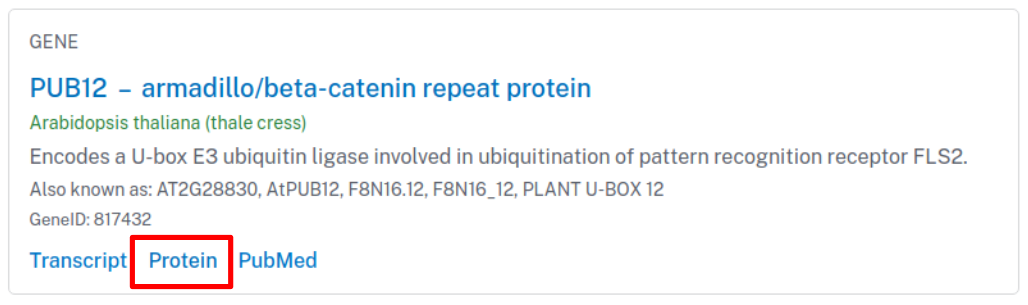 GENE
PUB12 – armadillo/beta-catenin repeat protein
Arabidopsis thaliana (thale cress)
Encodes a U-box E3 ubiquitin ligase involved in ubiquitination of pattern recognition receptor FLS2.
Also known as: AT2G28830, AtPUB12, F8N16.12, F8N16_12, PLANT U-BOX 12
GeneID: 817432
Transcript Protein PubMed